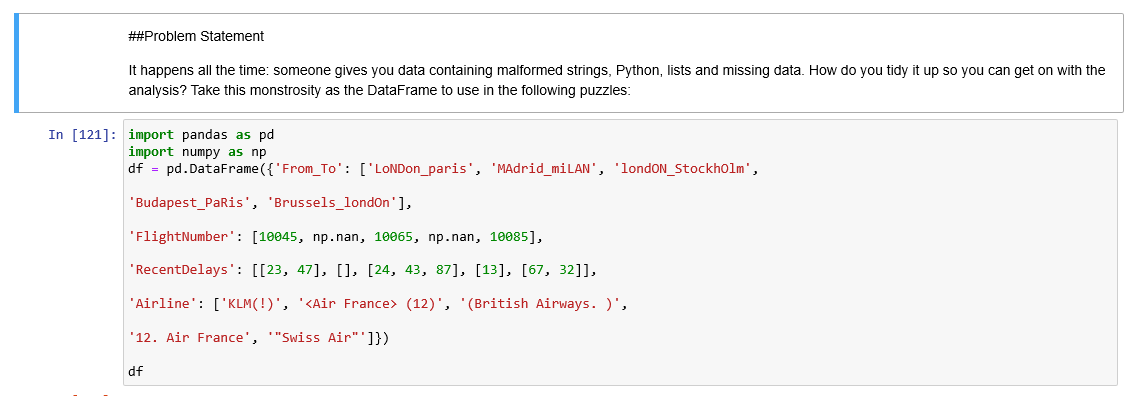 ##Problem Statement
It happens all the time: someone gives you data containing malformed strings, Python, lists and missing data. How do you tidy it up so you can get on with the
analysis? Take this monstrosity as the DataFrame to use in the following puzzles:
In [121]: import pandas as pd
import numpy as np
df = pd.DataFrame({'From_To': ['LoNDon_paris', 'MAdrid_miLAN', 'londON_StockhOlm',
'Budapest_PaRis', 'Brussels_londOn'],
'FlightNumber': [10045, np.nan, 10065, np.nan, 10085],
'RecentDelays': [[23, 47], [], [24, 43, 87], [13], [67, 32]],
'Airline': ['KLM(!)', '<Air France> (12)', '(British Airways. )',
'12. Air France', '"Swiss Air"']})
df